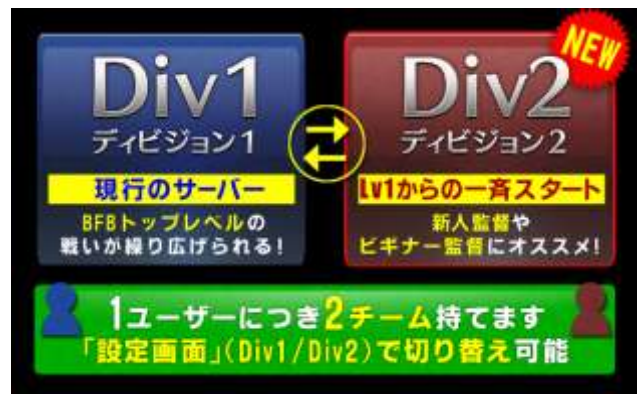 Div1
ディビジョン1
現行のサーバー
BFBトップレベルの
戦いが繰り広げられる!
NEW
Div2
ディビジョン2
Lv1からの一斉スタート
新人監督や
ビギナー監督にオススメ!
1ユーザーにつき2チーム持てます
「設定画面」(Div1/Div2)で切り替え可能